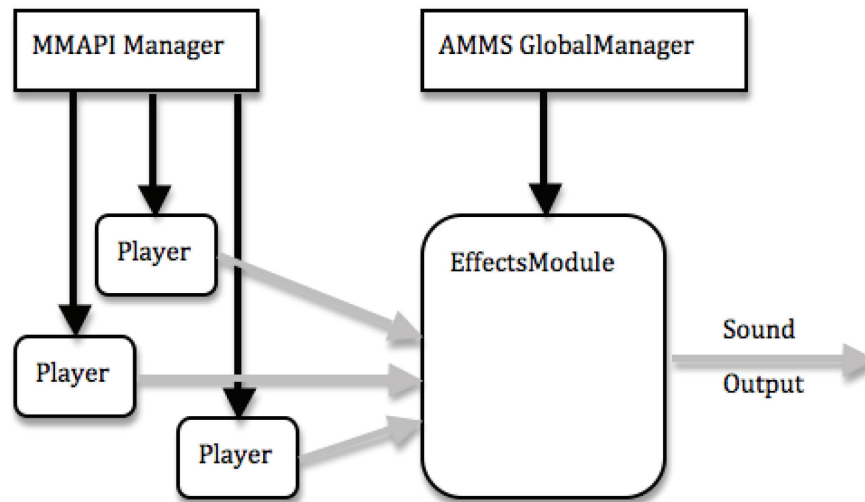 MMAPI Manager
AMMS GlobalManager
Player
EffectsModule
Player
Player
Sound
Output